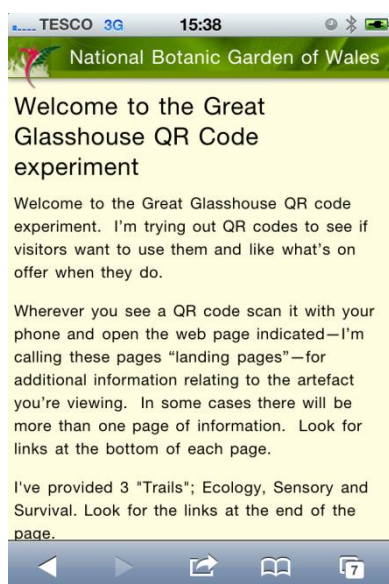 TESCO 3G 15:38
National Botanic Garden of Wales
Welcome to the Great
Glasshouse QR Code
experiment
Welcome to the Great Glasshouse QR code
experiment. I'm trying out QR codes to see if
visitors want to use them and like what's on
offer when they do.
Wherever you see a QR code scan it with your
phone and open the web page indicated—I'm
calling these pages “landing pages”—for
additional information relating to the artefact
you're viewing. In some cases there will be
more than one page of information. Look for
links at the bottom of each page.
I've provided 3 "Trails"; Ecology, Sensory and
Survival. Look for the links at the end of the
page.
7